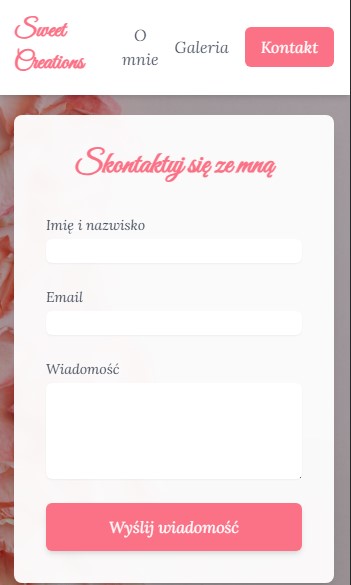 Sweet
Creations
O
mnie
Galeria
Kontakt
Skontaktuj się ze mną
Imię i nazwisko
Email
Wiadomość
Wyślij wiadomość